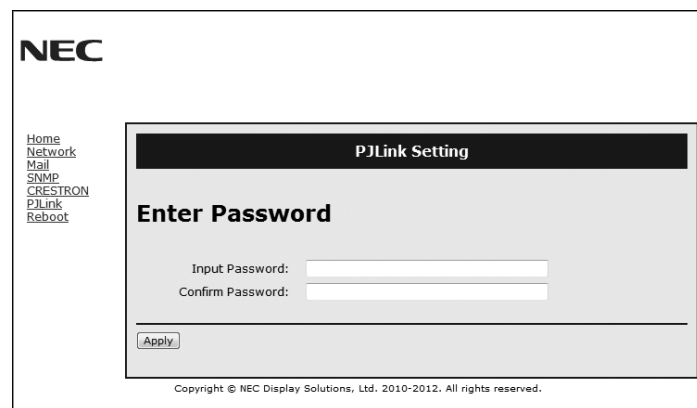 NEC
Home
Network
Mail
SNMP
CRESTRON
PJLink
Reboot
PJLink Setting
Enter Password
Input Password:
Confirm Password:
Apply
Copyright © NEC Display Solutions, Ltd. 2010-2012. All rights reserved.